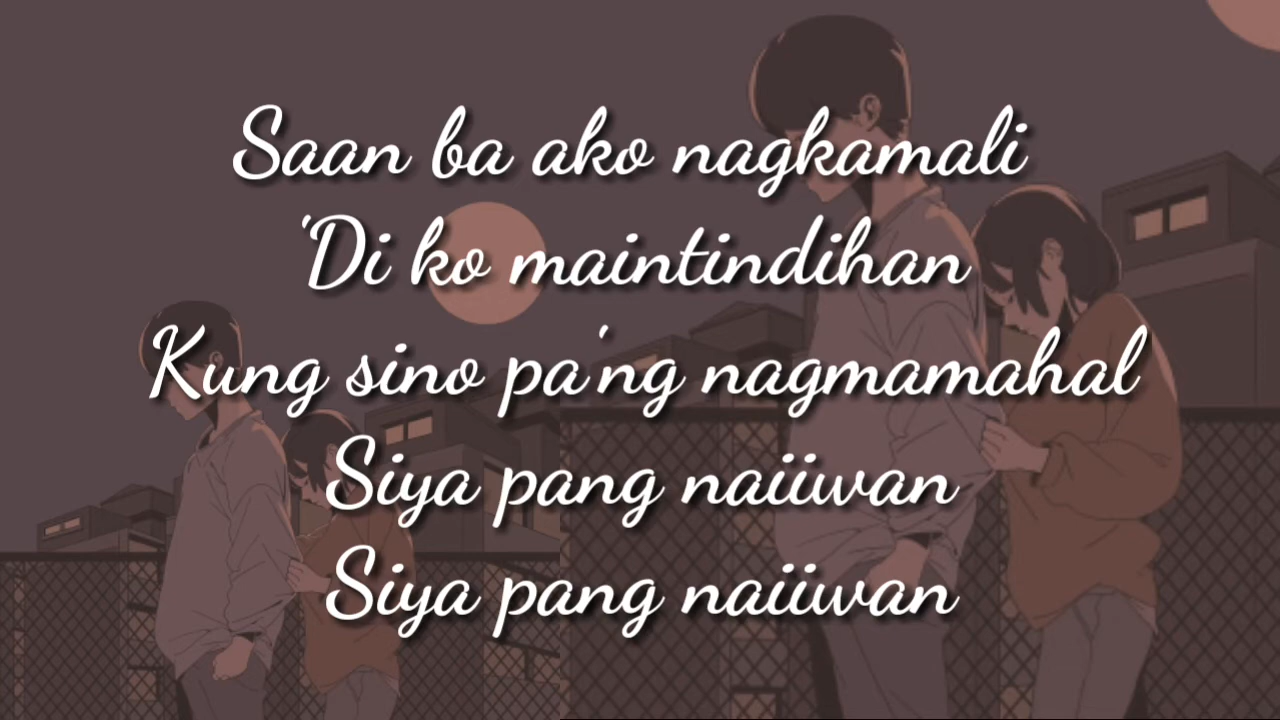 Saan ba ako nagkamali
'Di ko maintindihan
Kung sino pa'ng nagmamahal
Siya pang naiiwan
Siya pang naiiwan